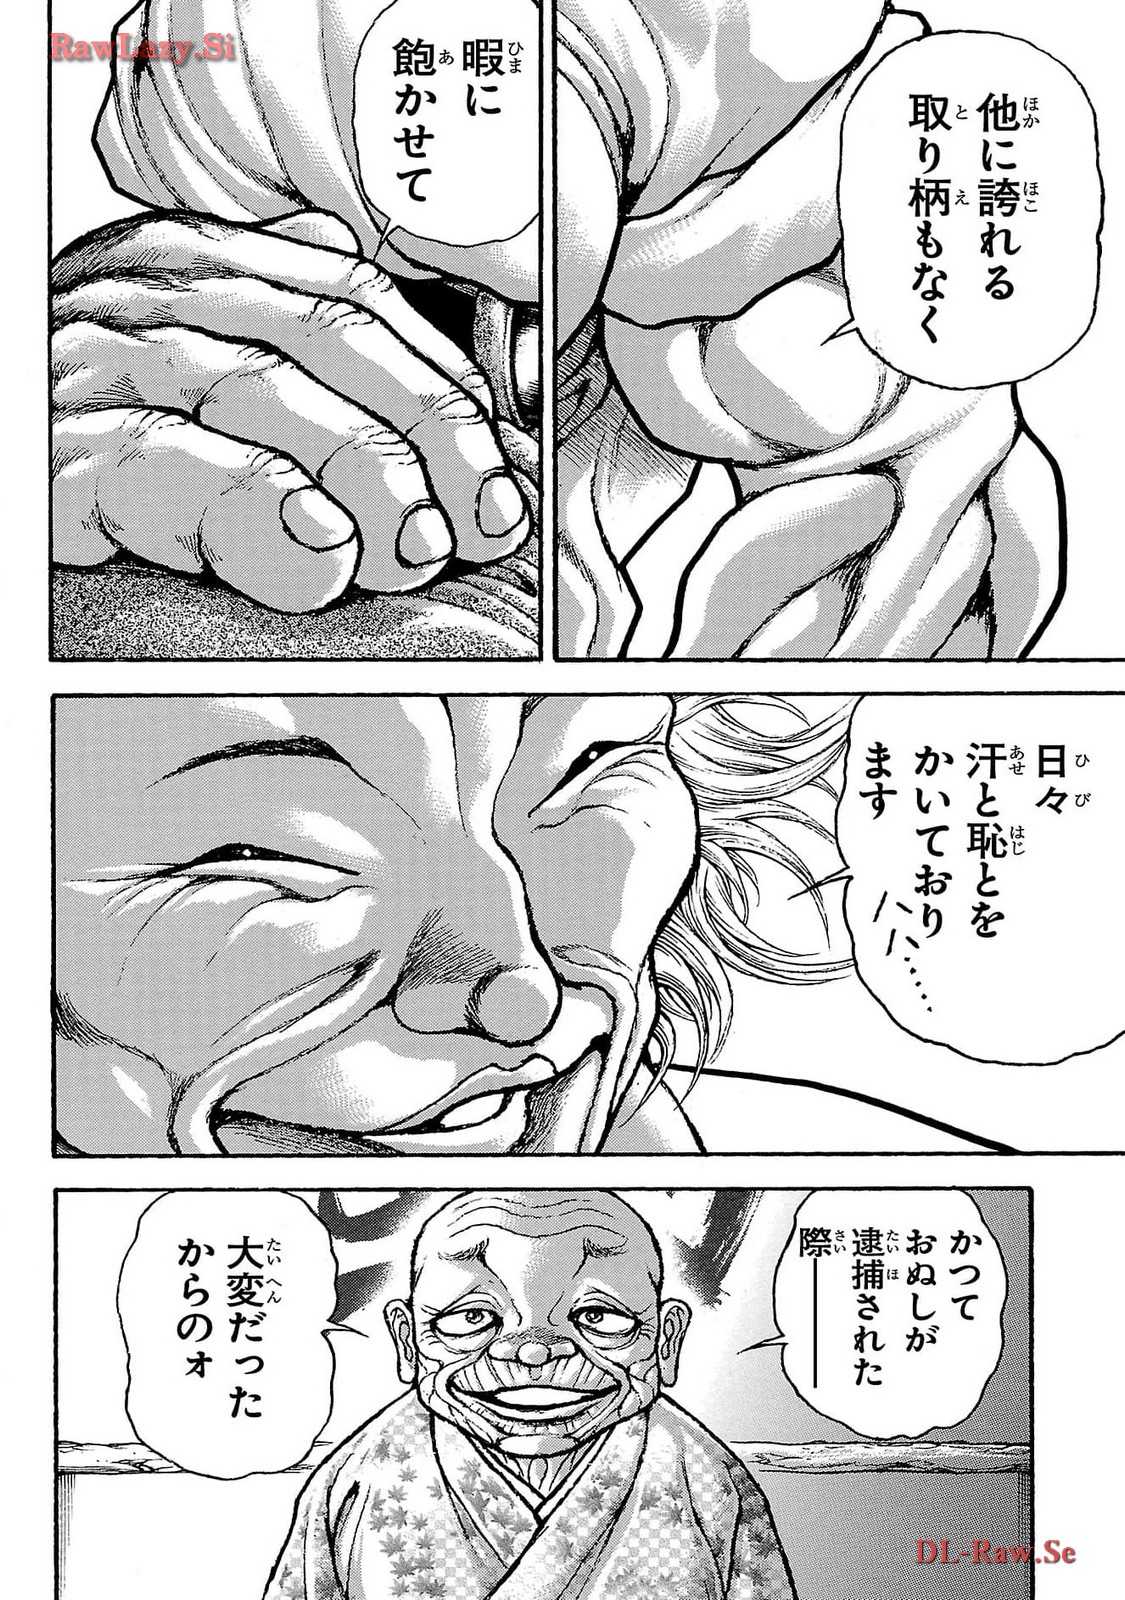 RawLazy.Si
他に誇れる
取り柄もなく
暇に
飽かせて
日々
汗と恥とを
かいており
ます
ハハ……
かつて
おぬしが
逮捕された
際――
大変だった
からのォ
DL-Raw.Se